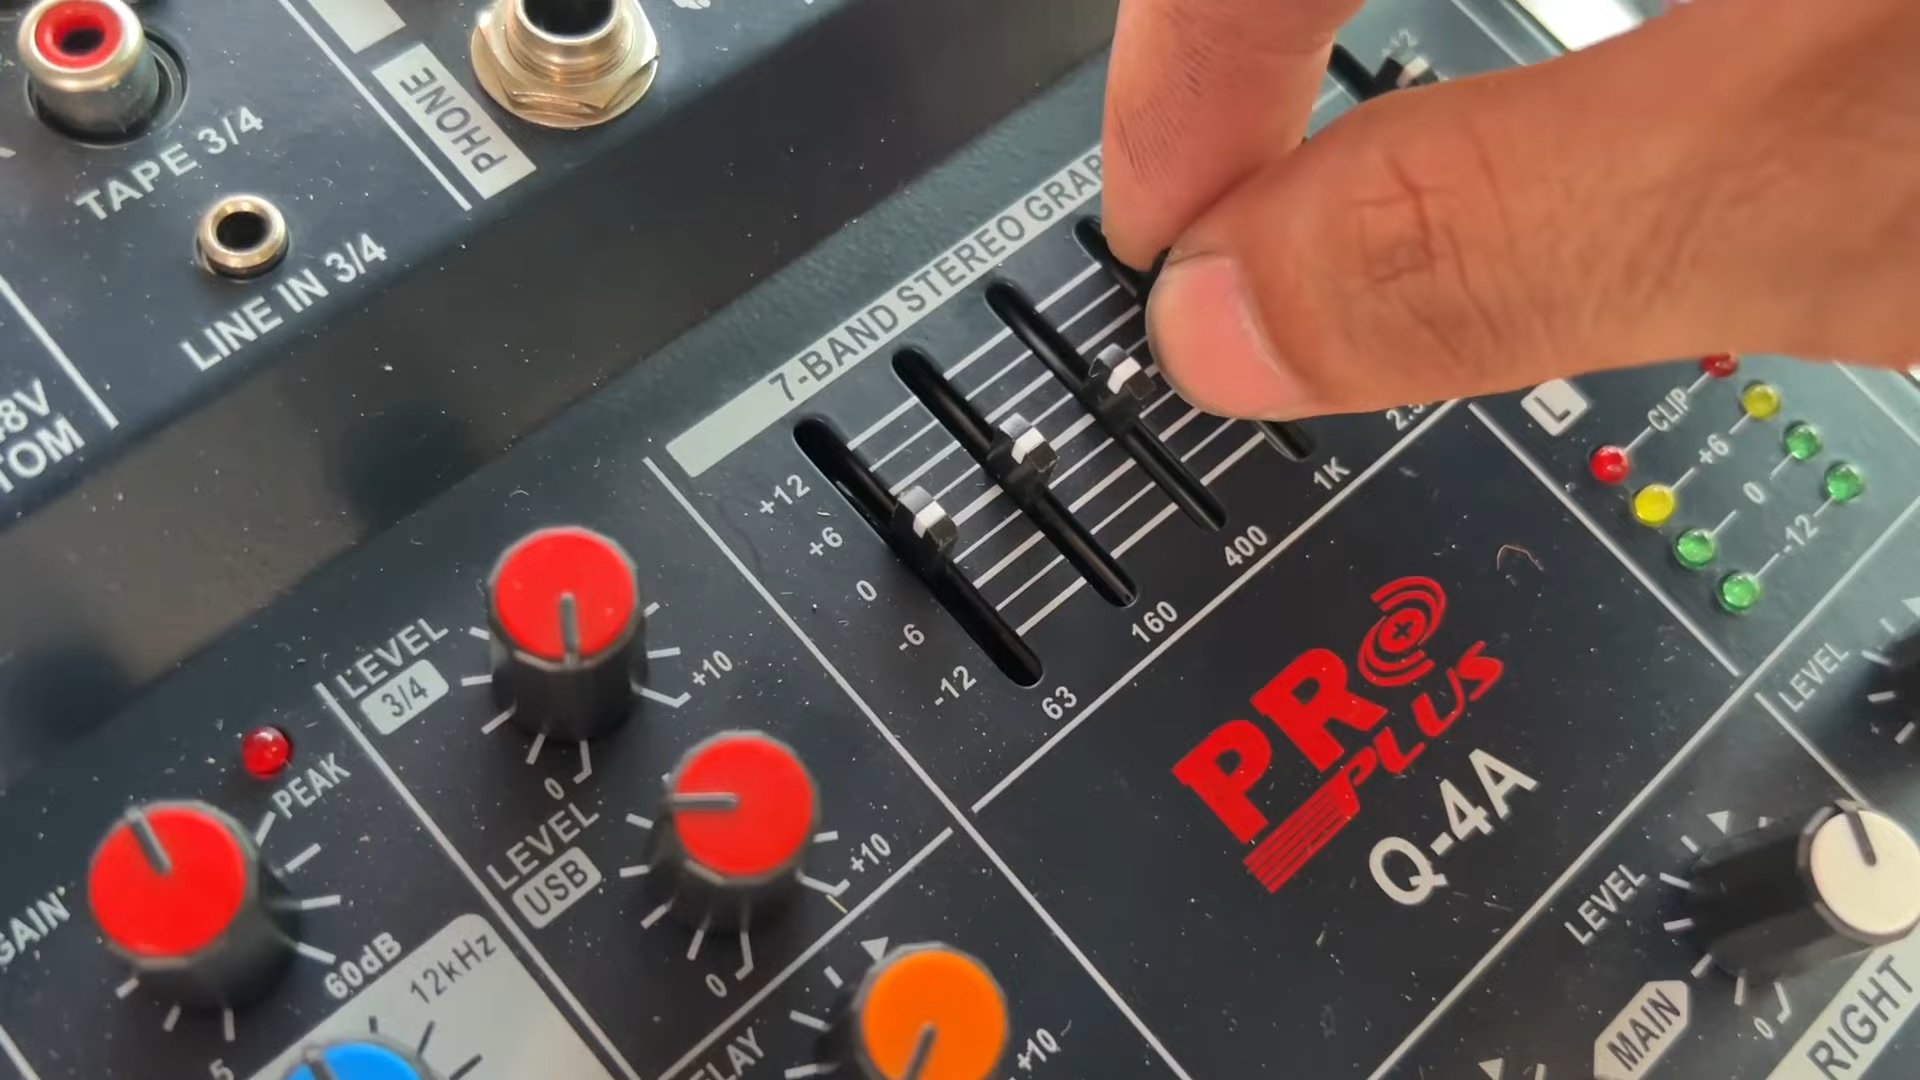 TAPE 3/4
PHONE
LINE IN 3/4
7-BAND STEREO
+12
+6
0
-6
-12
63
160
400
1K
L
CLIP
+6
0
-12
PRO
PLUS
Q-4A
LEVEL
3/4
+10
0
PEAK
GAIN
60dB
12kHz
LEVEL
USB
+10
0
+10
LEVEL
LEVEL
MAIN
0
RIGHT